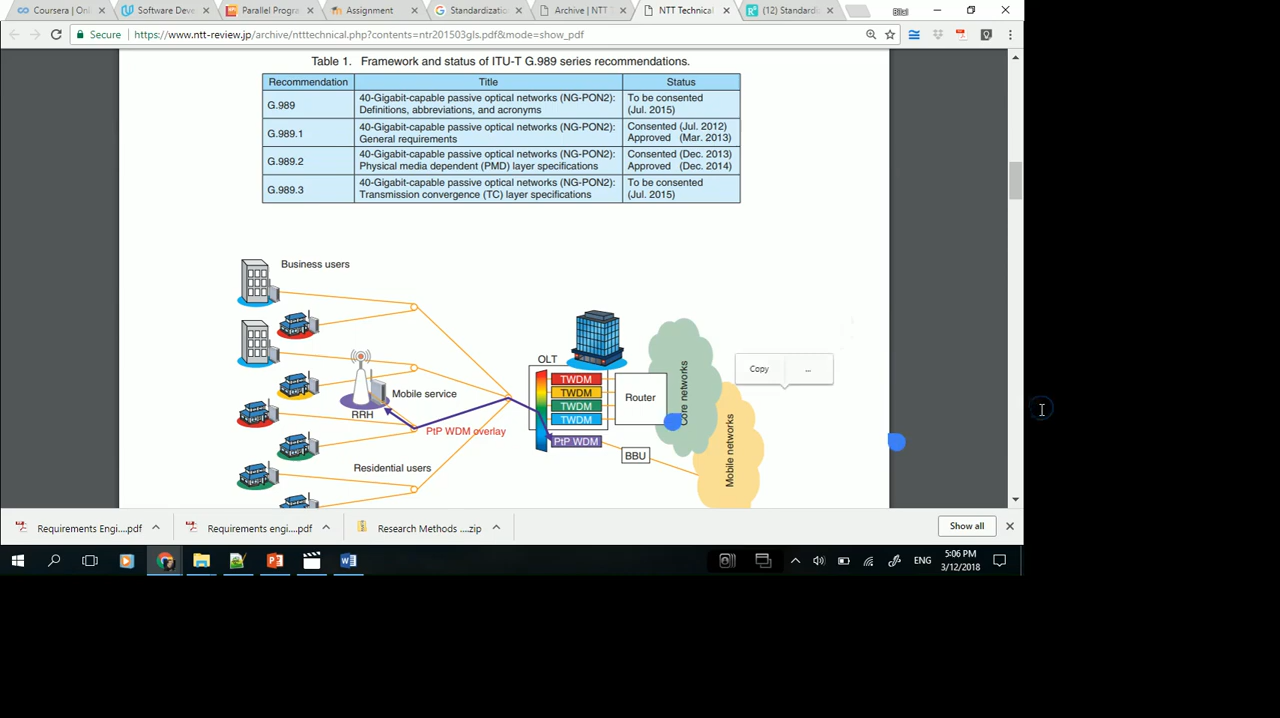 Coursera | Onli
Software Deve
Parallel Progra
Assignment
Standardizatio
Archive | NTT T
NTT Technical
(12) Standardi
Bilal
Secure
https://www.ntt-review.jp/archive/ntttechnical.php?contents=ntr201503gls.pdf&mode=show_pdf
Table 1. Framework and status of ITU-T G.989 series recommendations.
Recommendation Title Status
G.989
40-Gigabit-capable passive optical networks (NG-PON2):
Definitions, abbreviations, and acronyms
To be consented
(Jul. 2015)
G.989.1
40-Gigabit-capable passive optical networks (NG-PON2):
General requirements
Consented (Jul. 2012)
Approved (Mar. 2013)
G.989.2
40-Gigabit-capable passive optical networks (NG-PON2):
Physical media dependent (PMD) layer specifications
Consented (Dec. 2013)
Approved (Dec. 2014)
G.989.3
40-Gigabit-capable passive optical networks (NG-PON2):
Transmission convergence (TC) layer specifications
To be consented
(Jul. 2015)
Business users
OLT
TWDM
TWDM
TWDM
TWDM
PtP WDM
Router
Core networks
Copy
...
Mobile service
RRH
PtP WDM overlay
BBU
Mobile networks
Residential users
Requirements Engi....pdf
Requirements engi....pdf
Research Methods ....zip
Show all
ENG
5:06 PM
3/12/2018